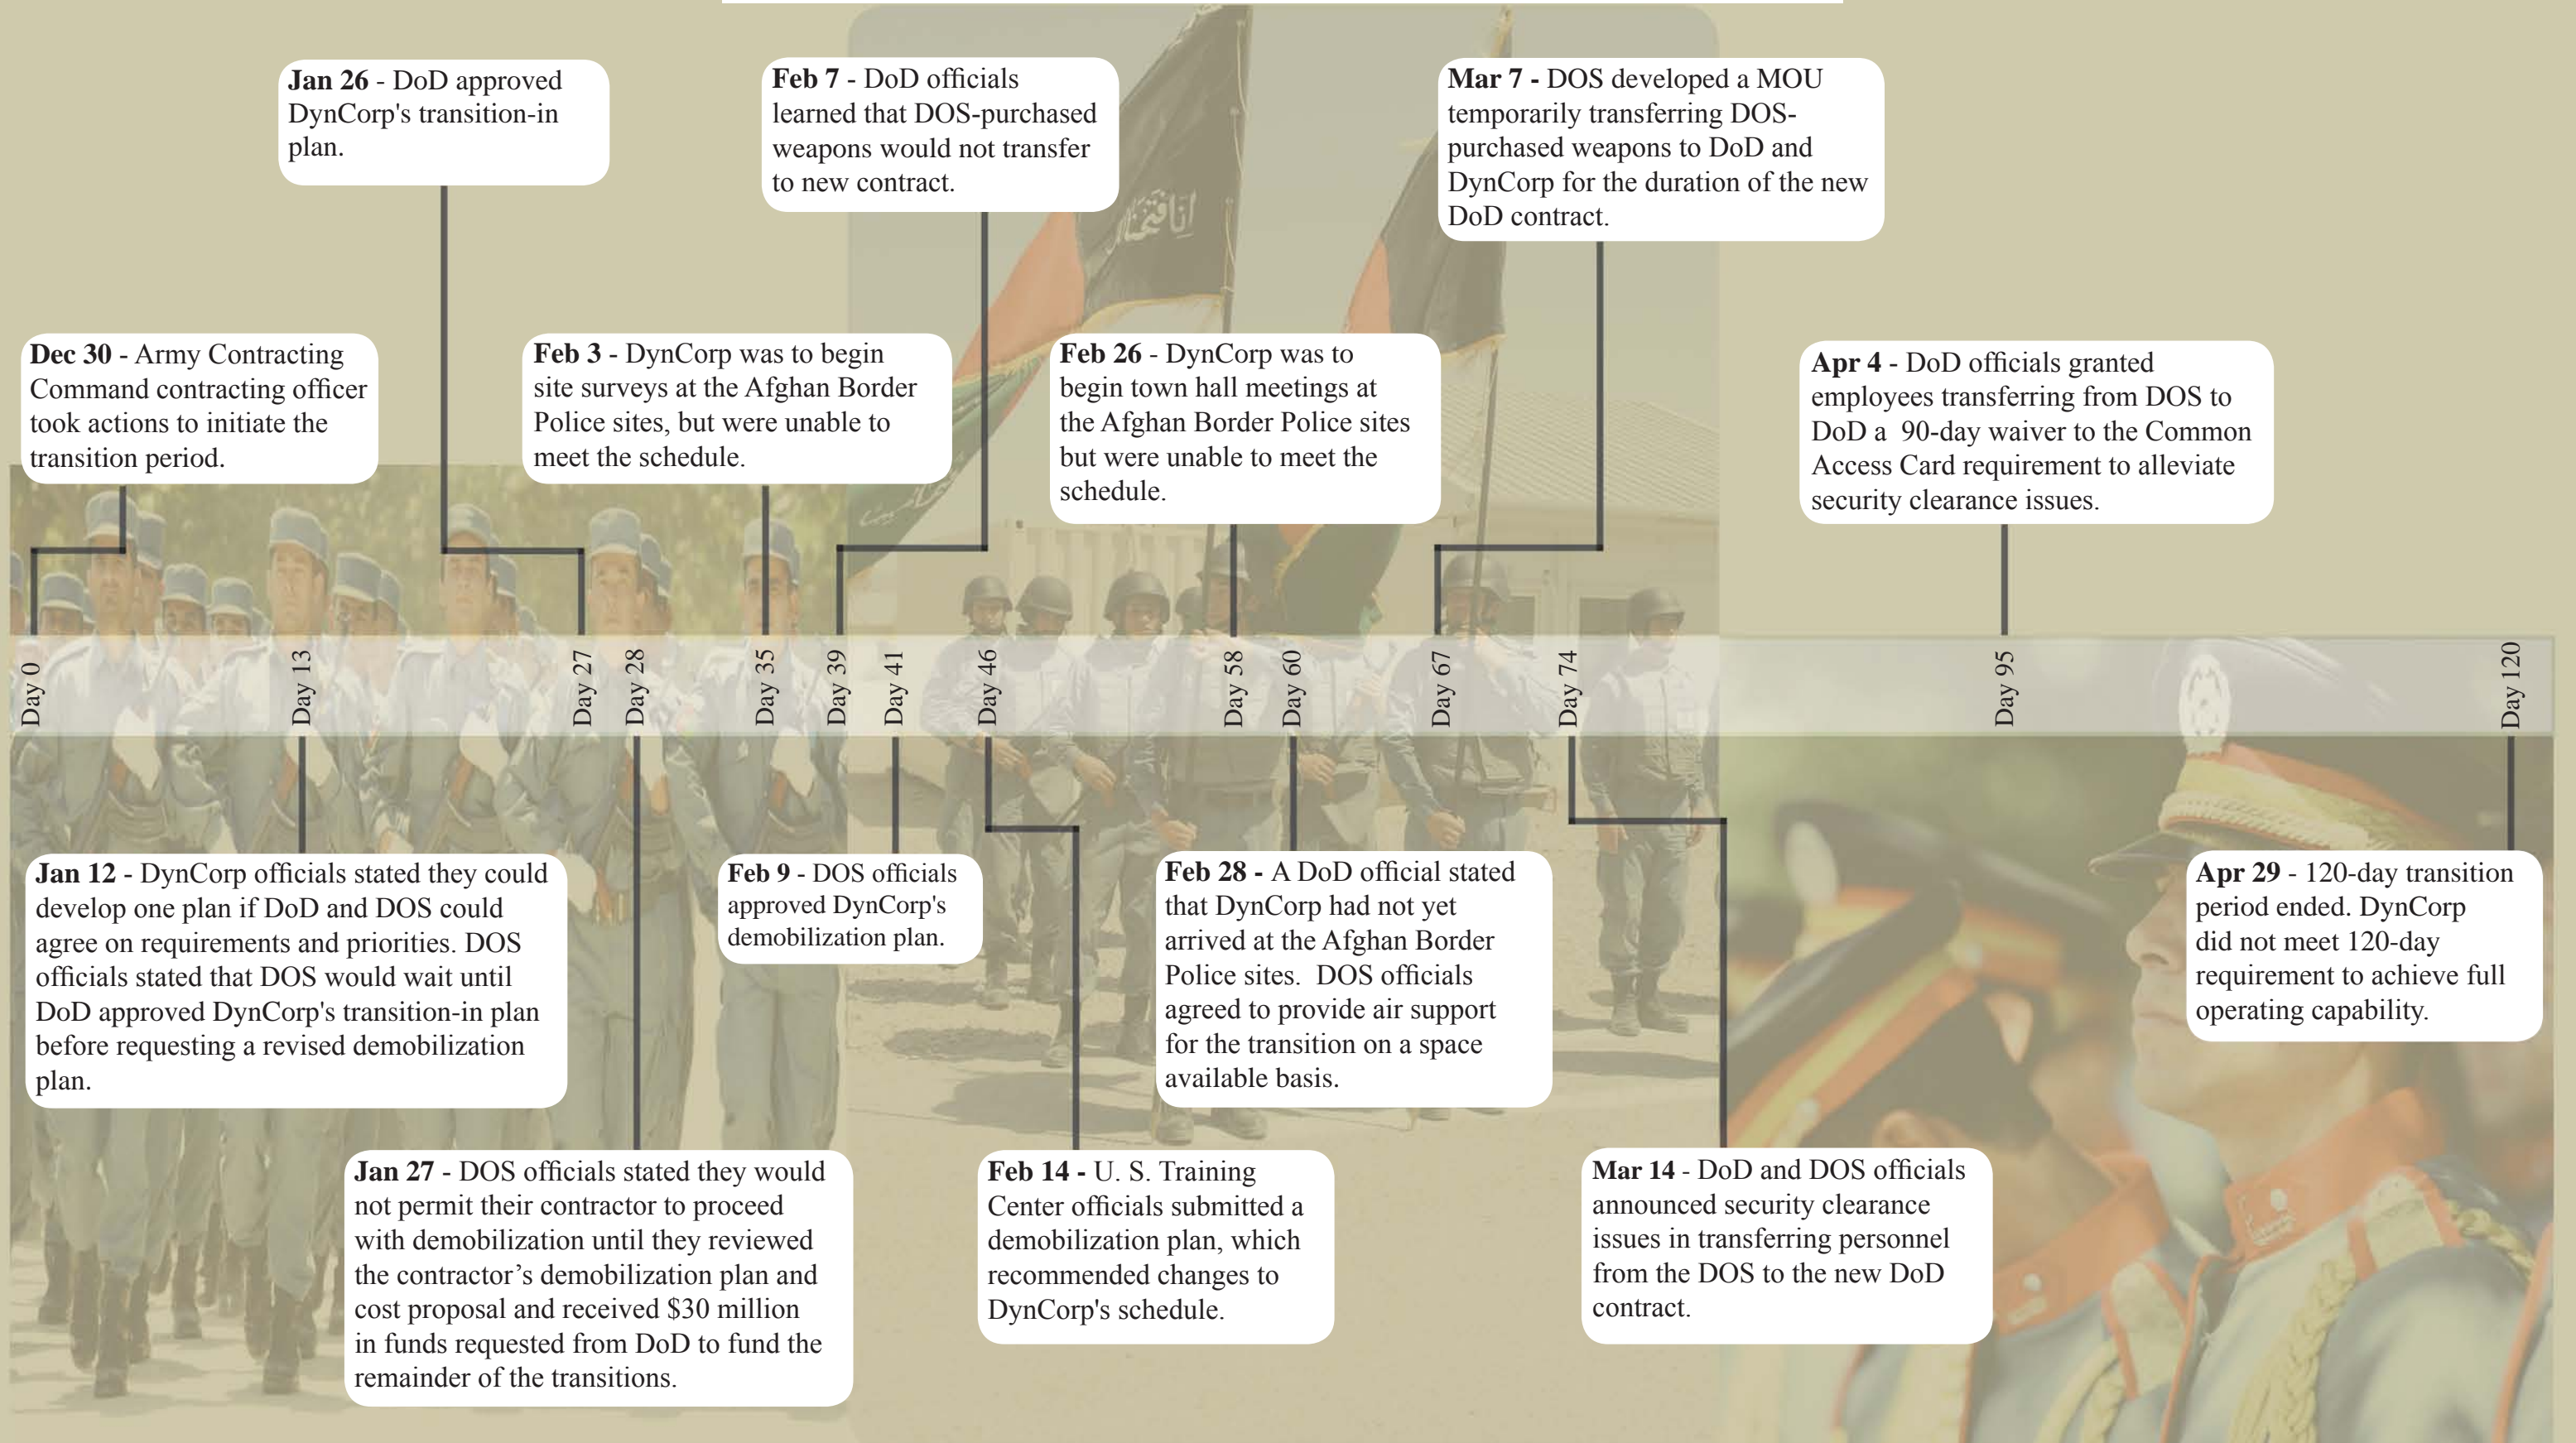 Jan 26 - DoD approved
DynCorp's transition-in
plan.
Feb 7 - DoD officials
learned that DOS-purchased
weapons would not transfer
to new contract.
Mar 7 - DOS developed a MOU
temporarily transferring DOS-
purchased weapons to DoD and
DynCorp for the duration of the new
DoD contract.
Dec 30 - Army Contracting
Command contracting officer
took actions to initiate the
transition period.
Feb 3 - DynCorp was to begin
site surveys at the Afghan Border
Police sites, but were unable to
meet the schedule.
Feb 26 - DynCorp was to
begin town hall meetings at
the Afghan Border Police sites
but were unable to meet the
schedule.
Apr 4 - DoD officials granted
employees transferring from DOS to
DoD a 90-day waiver to the Common
Access Card requirement to alleviate
security clearance issues.
Day 0
Day 13
Day 27
Day 28
Day 35
Day 39
Day 41
Day 46
Day 58
Day 60
Day 67
Day 74
Day 95
Day 120
Jan 12 - DynCorp officials stated they could
develop one plan if DoD and DOS could
agree on requirements and priorities. DOS
officials stated that DOS would wait until
DoD approved DynCorp's transition-in plan
before requesting a revised demobilization
plan.
Feb 9 - DOS officials
approved DynCorp's
demobilization plan.
Feb 28 - A DoD official stated
that DynCorp had not yet
arrived at the Afghan Border
Police sites. DOS officials
agreed to provide air support
for the transition on a space
available basis.
Apr 29 - 120-day transition
period ended. DynCorp
did not meet 120-day
requirement to achieve full
operating capability.
Jan 27 - DOS officials stated they would
not permit their contractor to proceed
with demobilization until they reviewed
the contractor’s demobilization plan and
cost proposal and received $30 million
in funds requested from DoD to fund the
remainder of the transitions.
Feb 14 - U. S. Training
Center officials submitted a
demobilization plan, which
recommended changes to
DynCorp's schedule.
Mar 14 - DoD and DOS officials
announced security clearance
issues in transferring personnel
from the DOS to the new DoD
contract.